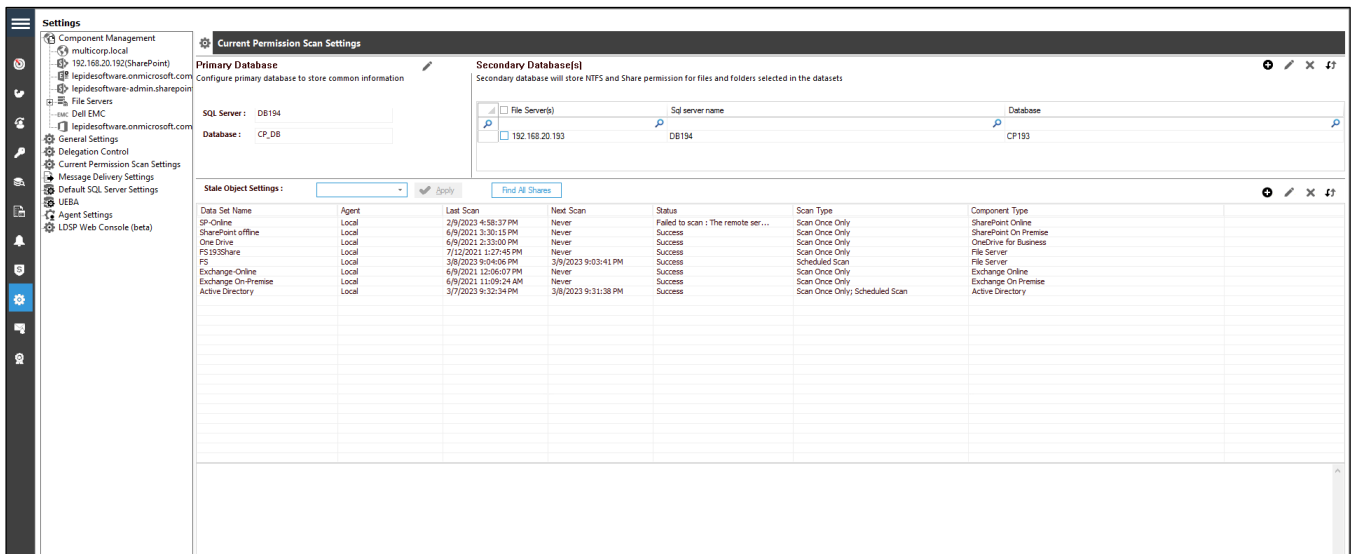 Settings
Component Management
multicorp.local
192.168.20.192(SharePoint)
lepidesoftware.onmicrosoft.com
lepidesoftware-admin.sharepoin
File Servers
EMC Dell EMC
lepidesoftware.onmicrosoft.com
General Settings
Delegation Control
Current Permission Scan Settings
Message Delivery Settings
Default SQL Server Settings
UEBA
Agent Settings
LDSP Web Console (beta)
Current Permission Scan Settings
Primary Database
Configure primary database to store common information
SQL Server : DB194
Database : CP_DB
Secondary Database(s)
Secondary database will store NTFS and Share permission for files and folders selected in the datasets
File Server(s) Sql server name Database
192.168.20.193 DB194 CP193
Stale Object Settings : Apply Find All Shares
Data Set Name Agent Last Scan Next Scan Status Scan Type Component Type
SP-Online Local 2/9/2023 4:58:37 PM Never Failed to scan : The remote ser... Scan Once Only SharePoint Online
SharePoint offline Local 6/9/2021 3:30:15 PM Never Success Scan Once Only SharePoint On Premise
One Drive Local 6/9/2021 2:33:00 PM Never Success Scan Once Only OneDrive for Business
FS193Share Local 7/12/2021 1:27:45 PM Never Success Scan Once Only File Server
FS Local 3/8/2023 9:04:06 PM 3/9/2023 9:03:41 PM Success Scheduled Scan File Server
Exchange-Online Local 6/9/2021 12:06:07 PM Never Success Scan Once Only Exchange Online
Exchange On-Premise Local 6/9/2021 11:09:24 AM Never Success Scan Once Only Exchange On Premise
Active Directory Local 3/7/2023 9:32:34 PM 3/8/2023 9:31:38 PM Success Scan Once Only; Scheduled Scan Active Directory